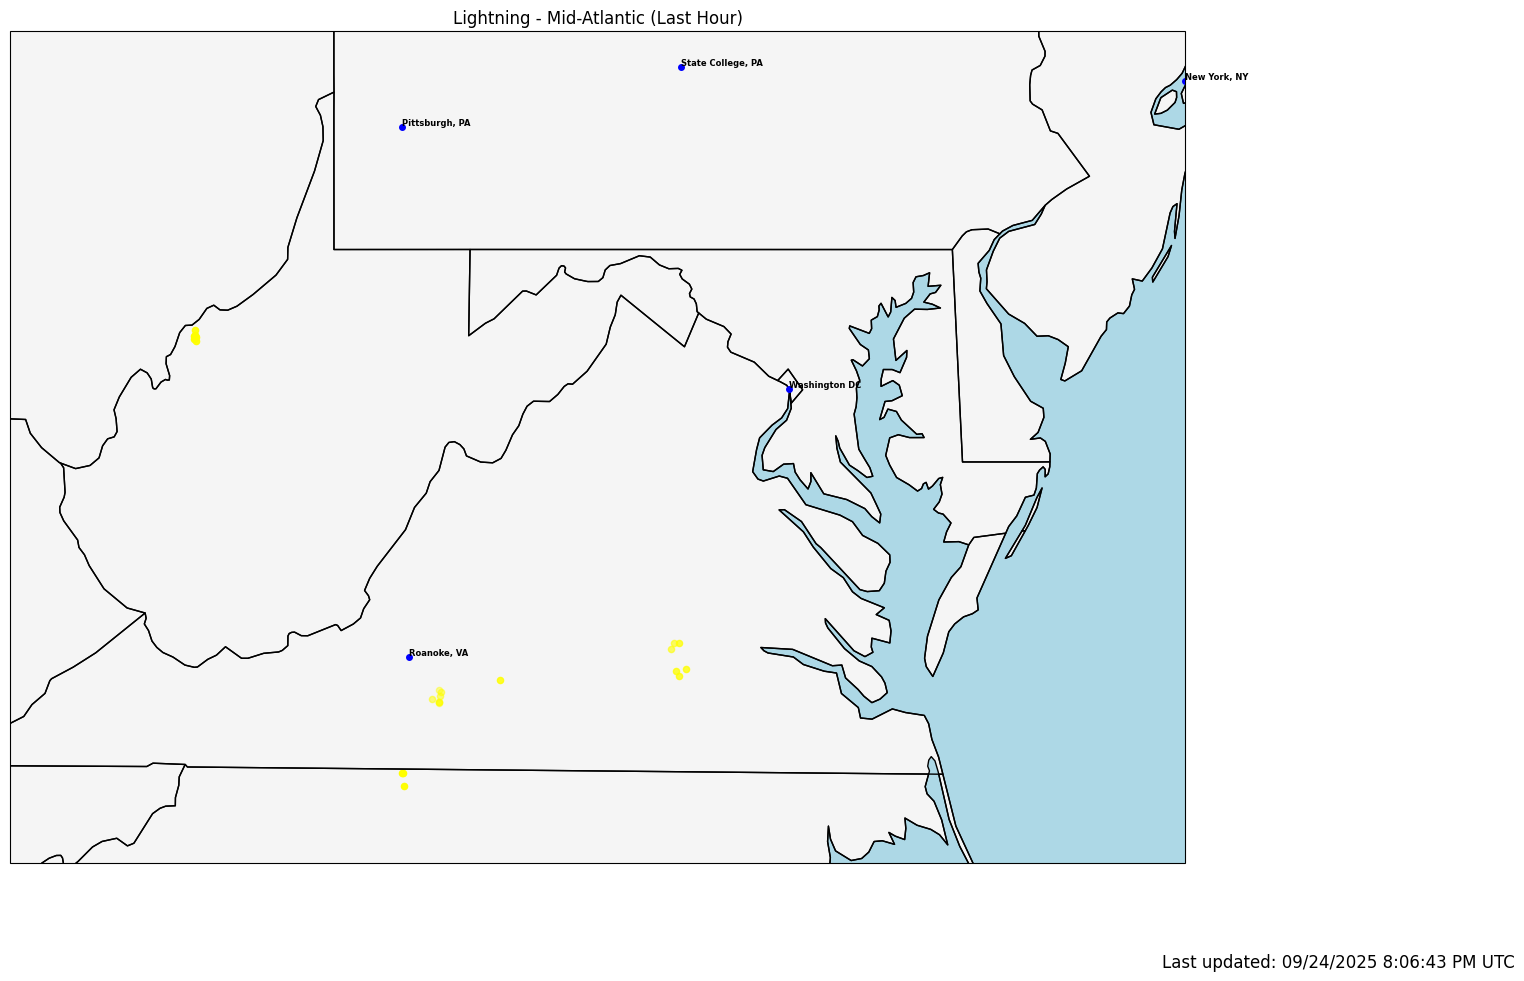 Lightning - Mid-Atlantic (Last Hour)
State College, PA
New York, NY
Pittsburgh, PA
Washington DC
Roanoke, VA
Last updated: 09/24/2025 8:06:43 PM UTC